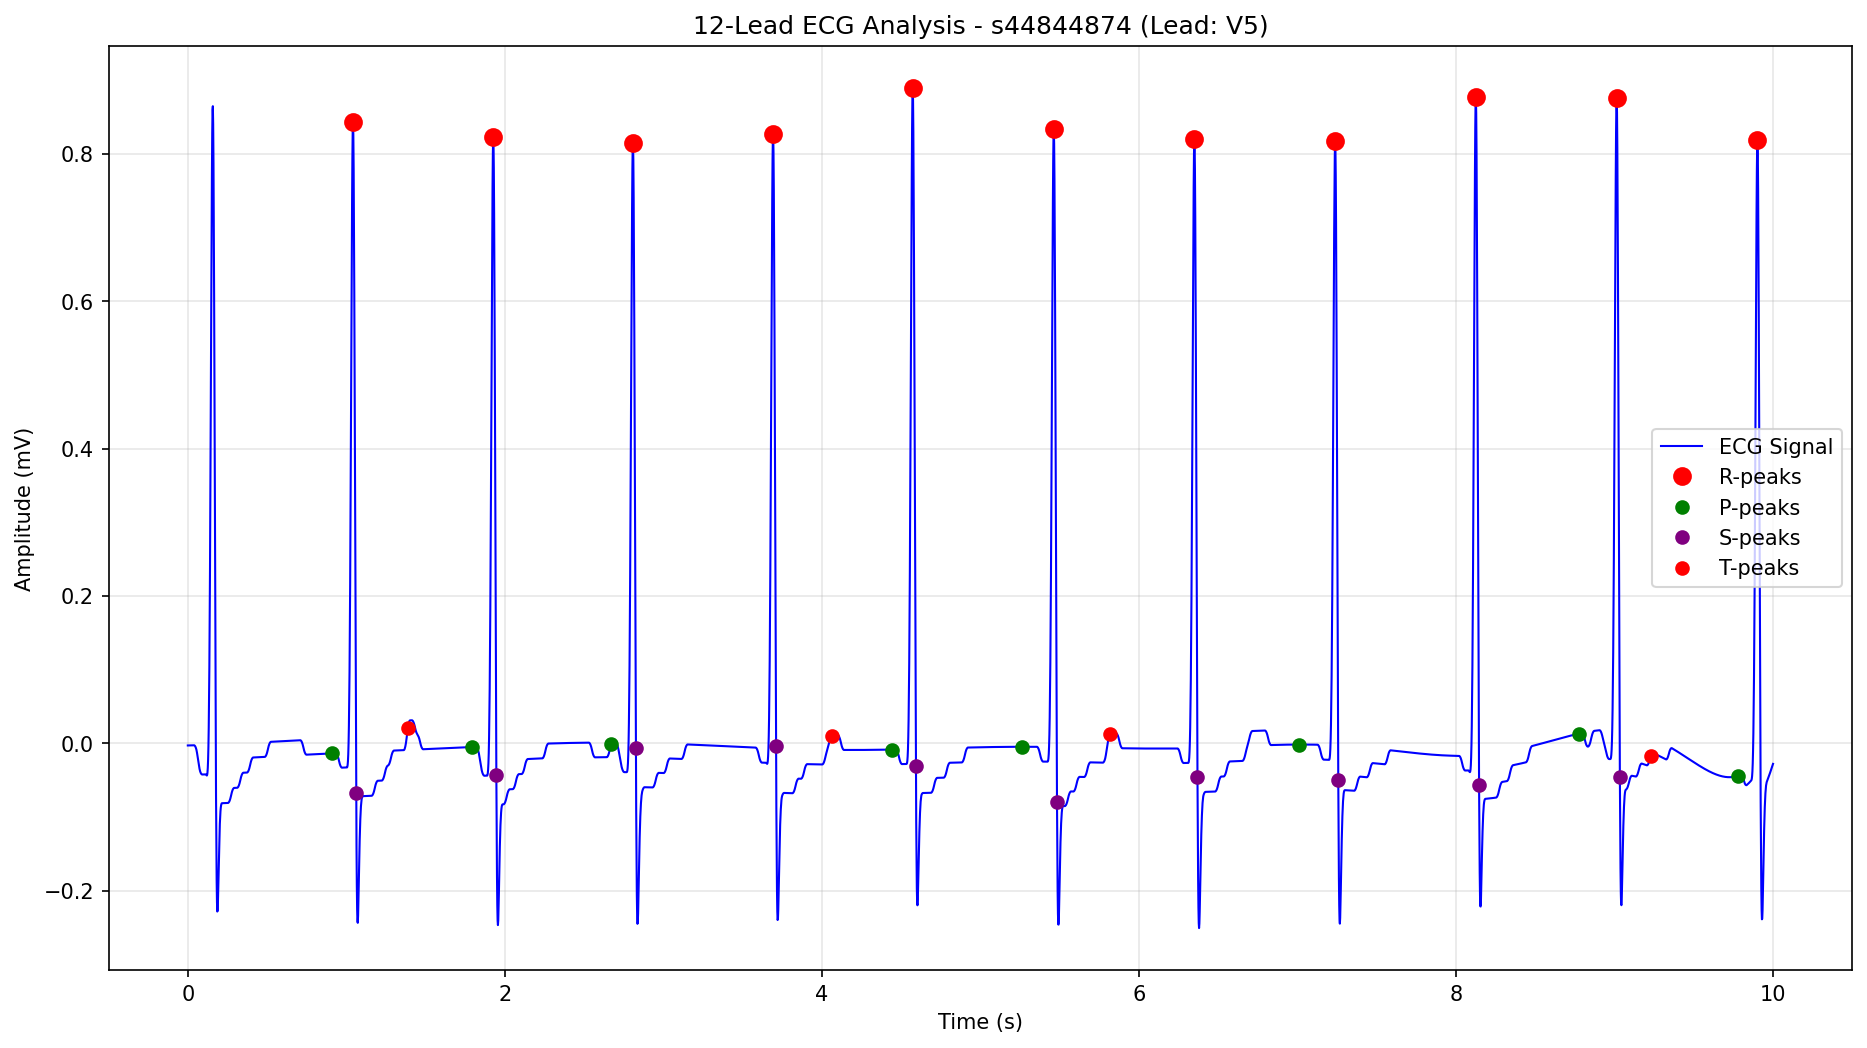 12-Lead ECG Analysis - s44844874 (Lead: V5)
Amplitude (mV)
0.8
0.6
0.4
0.2
0.0
−0.2
ECG Signal
R-peaks
P-peaks
S-peaks
T-peaks
0 2 4 6 8 10
Time (s)